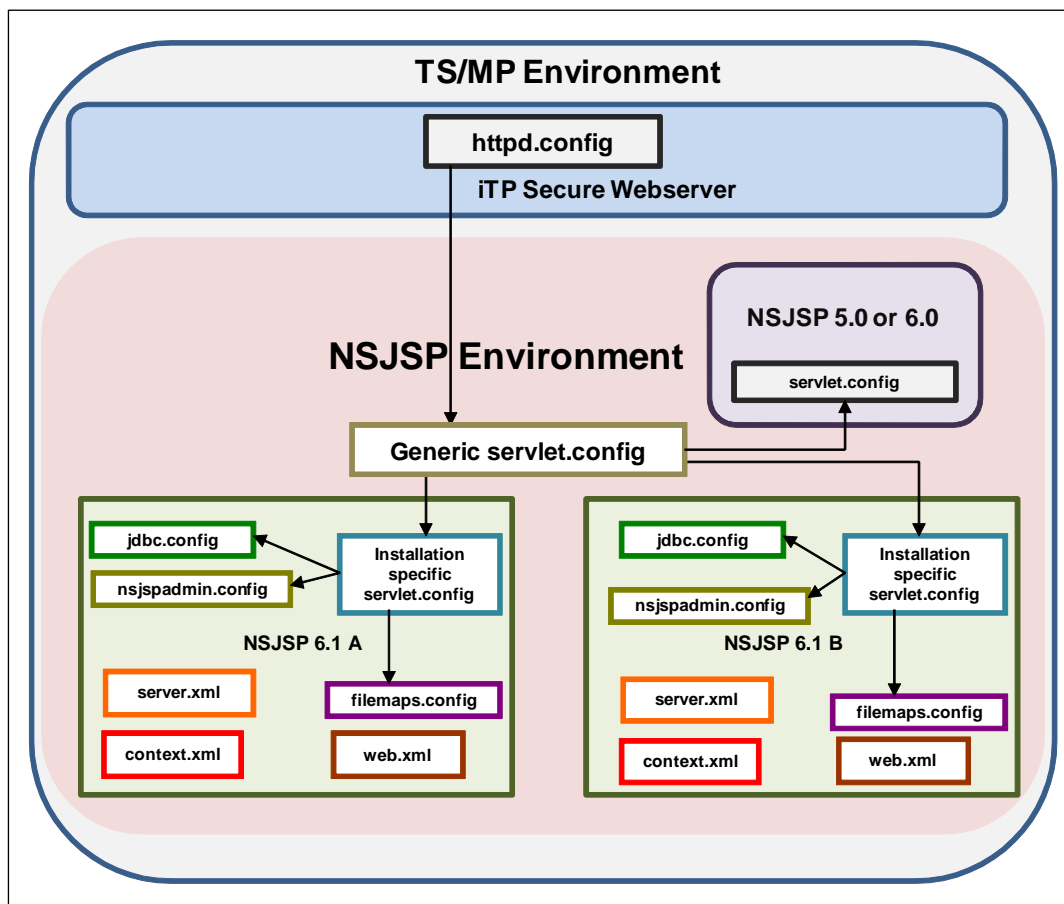 TS/MP Environment
httpd.config
iTP Secure Webserver
NSJSP 5.0 or 6.0
servlet.config
NSJSP Environment
Generic servlet.config
jdbc.config
nsjspadmin.config
Installation
specific
servlet.config
NSJSP 6.1 A
server.xml
filemaps.config
context.xml
web.xml
jdbc.config
nsjspadmin.config
Installation
specific
servlet.config
NSJSP 6.1 B
server.xml
filemaps.config
context.xml
web.xml